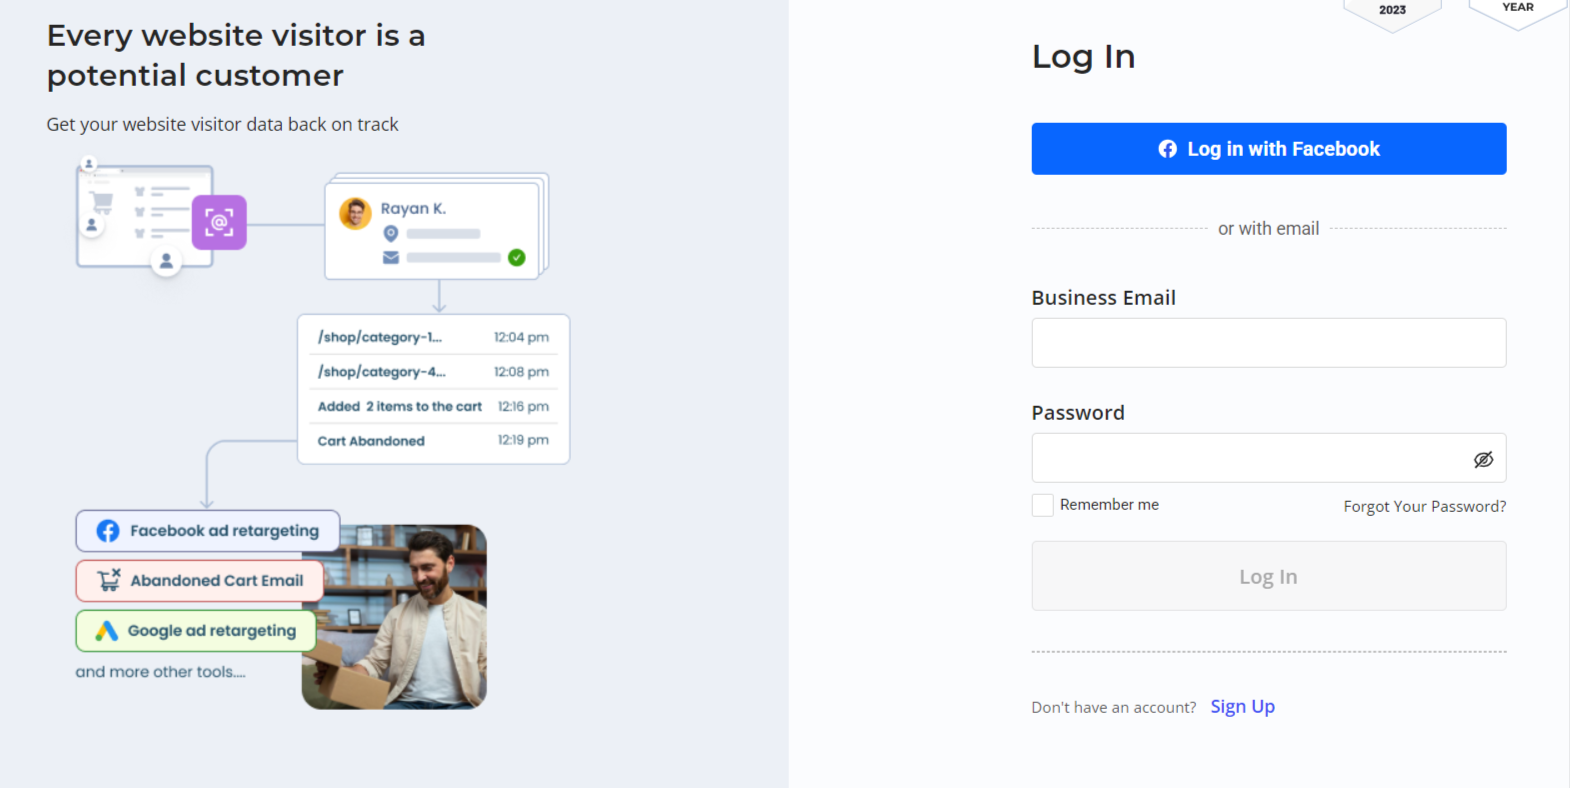 Every website visitor is a
potential customer
Get your website visitor data back on track
Rayan K.
/shop/category-1... 12:04 pm
/shop/category-4... 12:08 pm
Added 2 items to the cart 12:16 pm
Cart Abandoned 12:19 pm
Facebook ad retargeting
Abandoned Cart Email
Google ad retargeting
and more other tools....
2023
YEAR
Log In
Log in with Facebook
or with email
Business Email
Password
Remember me
Forgot Your Password?
Log In
Don't have an account? Sign Up